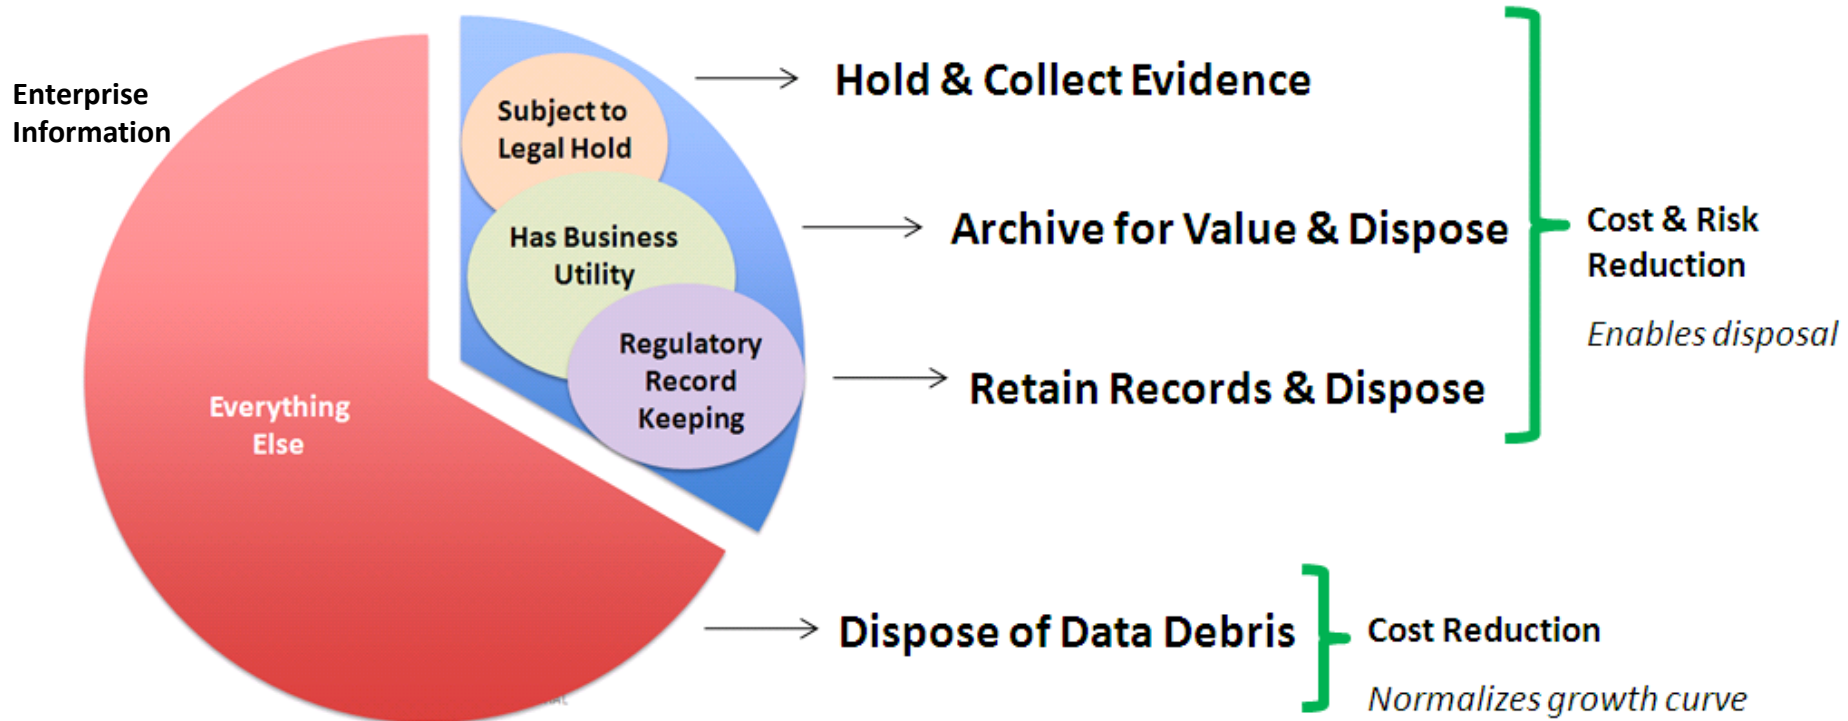 Enterprise
Information
Subject to
Legal Hold
Has Business
Utility
Regulatory
Record
Keeping
Everything
Else
Hold & Collect Evidence
Archive for Value & Dispose
Retain Records & Dispose
Cost & Risk
Reduction
Enables disposal
Dispose of Data Debris
Cost Reduction
Normalizes growth curve